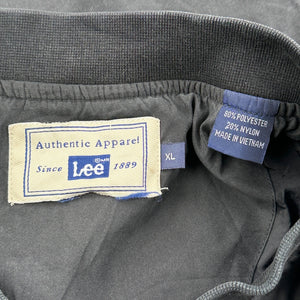 Authentic Apparel
Since Lee 1889
XL
80% POLYESTER
20% NYLON
MADE IN VIETNAM